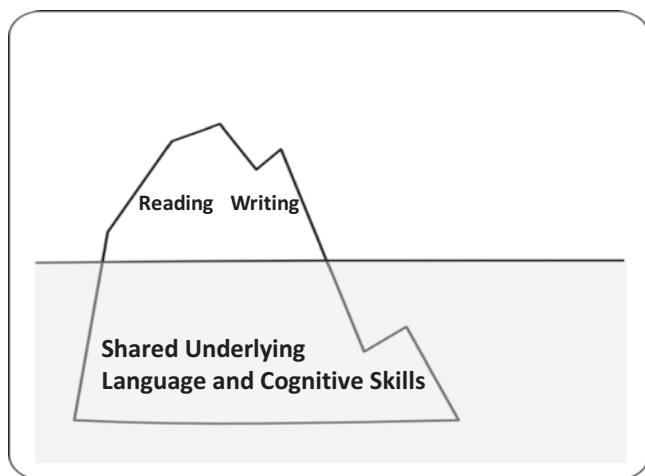 Reading Writing
Shared Underlying
Language and Cognitive Skills